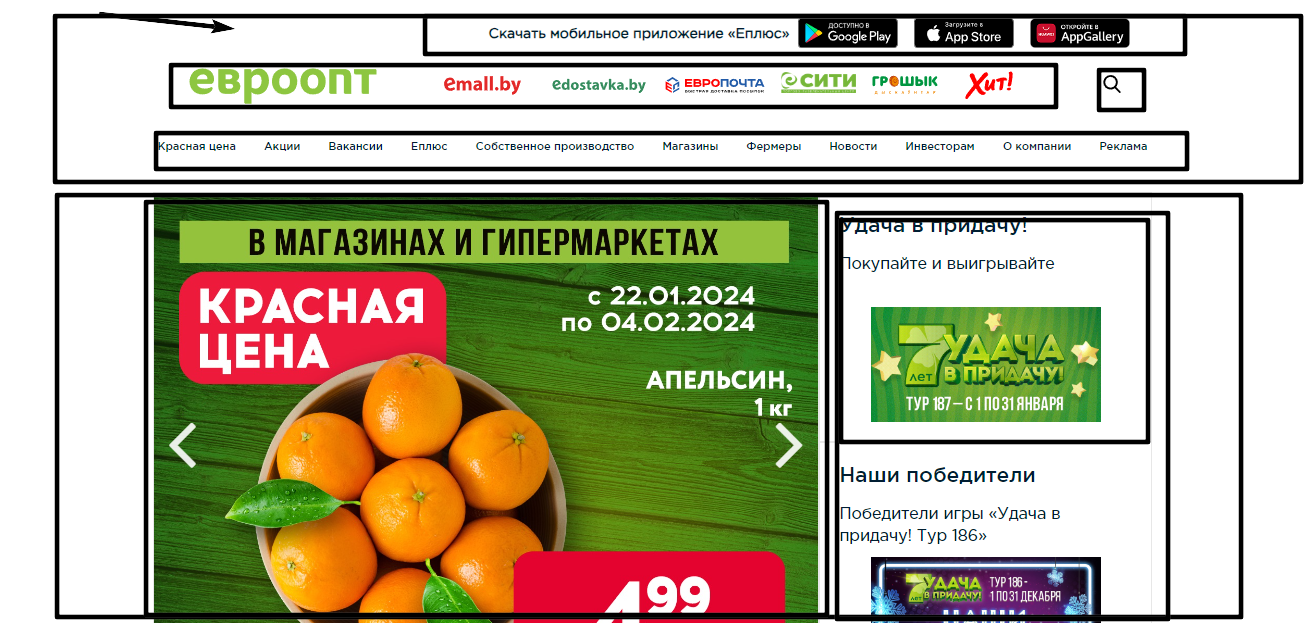 Скачать мобильное приложение «Еплюс»
ДОСТУПНО В
Google Play
Загрузите в
App Store
ОТКРОЙТЕ В
AppGallery
евроопт
emall.by
edostavka.by
ЕВРОПОЧТА
БЫСТРАЯ ДОСТАВКА ПОСЫЛОК
СИТИ
ГРОШЫК
ДЫСКАЎНТАР
Хит!
Красная цена Акции Вакансии Еплюс Собственное производство Магазины Фермеры Новости Инвесторам О компании Реклама
В МАГАЗИНАХ И ГИПЕРМАРКЕТАХ
КРАСНАЯ
ЦЕНА
с 22.01.2024
по 04.02.2024
АПЕЛЬСИН,
1 кг
4 99
Удача в придачу!
Покупайте и выигрывайте
7 УДАЧА
ЛЕТ В ПРИДАЧУ!
ТУР 187 – С 1 ПО 31 ЯНВАРЯ
Наши победители
Победители игры «Удача в
придачу! Тур 186»
7 УДАЧА
ЛЕТ В ПРИДАЧУ!
ТУР 186 -
1 ПО 31 ДЕКАБРЯ